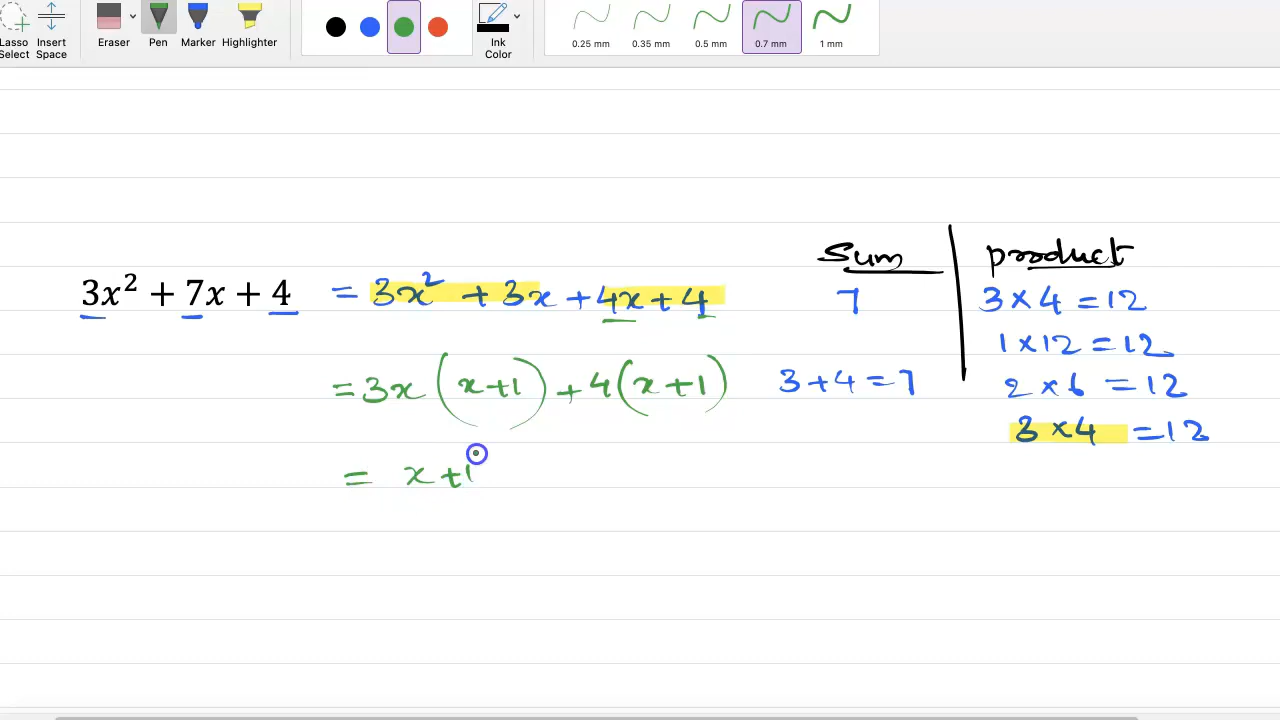 Lasso Select
Insert Space
Eraser
Pen
Marker
Highlighter
Ink Color
0.25 mm
0.35 mm
0.5 mm
0.7 mm
1 mm
3x² + 7x + 4 = 3x² + 3x + 4x + 4
= 3x (x+1) + 4 (x+1)
= x +1
Sum
7
3 + 4 = 7
product
3 × 4 = 12
1 × 12 = 12
2 × 6 = 12
3 × 4 = 12